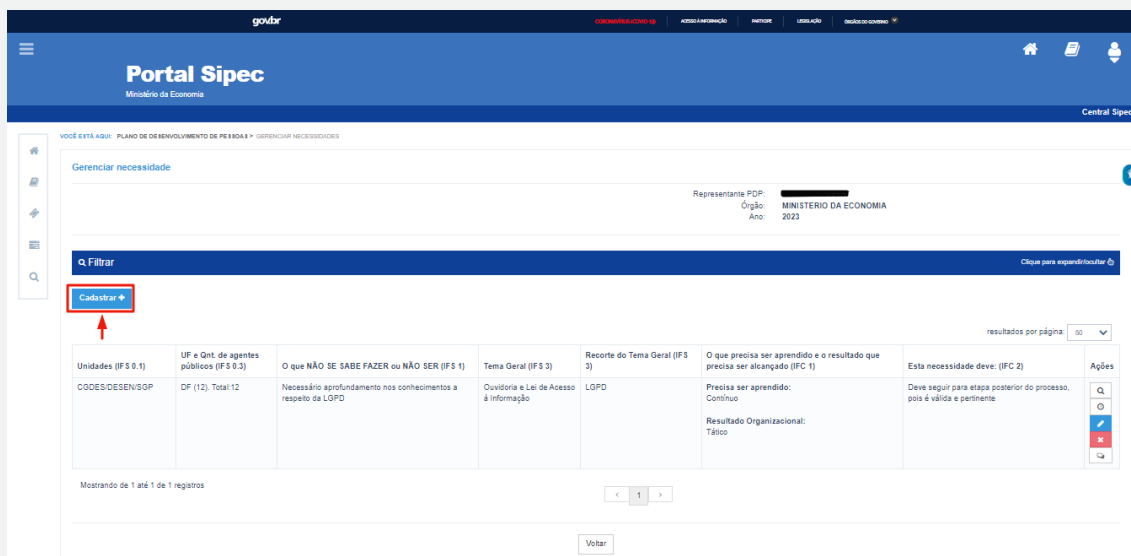 gov.br
CORONAVÍRUS (COVID-19) ACESSO À INFORMAÇÃO PARTICIPE LEGISLAÇÃO ÓRGÃOS DO GOVERNO
Portal Sipec
Ministério da Economia
Central Sipec
VOCÊ ESTÁ AQUI: PLANO DE DESENVOLVIMENTO DE PESSOAS > GERENCIAR NECESSIDADES
Gerenciar necessidade
Representante PDP:
Órgão: MINISTERIO DA ECONOMIA
Ano: 2023
Filtrar Clique para expandir/ocultar
Cadastrar +
resultados por página: 50
Unidades (IFS 0.1)
UF e Qnt. de agentes
públicos (IFS 0.3)
O que NÃO SE SABE FAZER ou NÃO SER (IFS 1)
Tema Geral (IFS 3)
Recorte do Tema Geral (IFS
3)
O que precisa ser aprendido e o resultado que
precisa ser alcançado (IFC 1)
Esta necessidade deve: (IFC 2)
Ações
CGDES/DESEN/SGP
DF (12). Total:12
Necessário aprofundamento nos conhecimentos a
respeito da LGPD
Ouvidoria e Lei de Acesso
à Informação
LGPD
Precisa ser aprendido:
Contínuo
Resultado Organizacional:
Tático
Deve seguir para etapa posterior do processo,
pois é válida e pertinente
Mostrando de 1 até 1 de 1 registros
< 1 >
Voltar